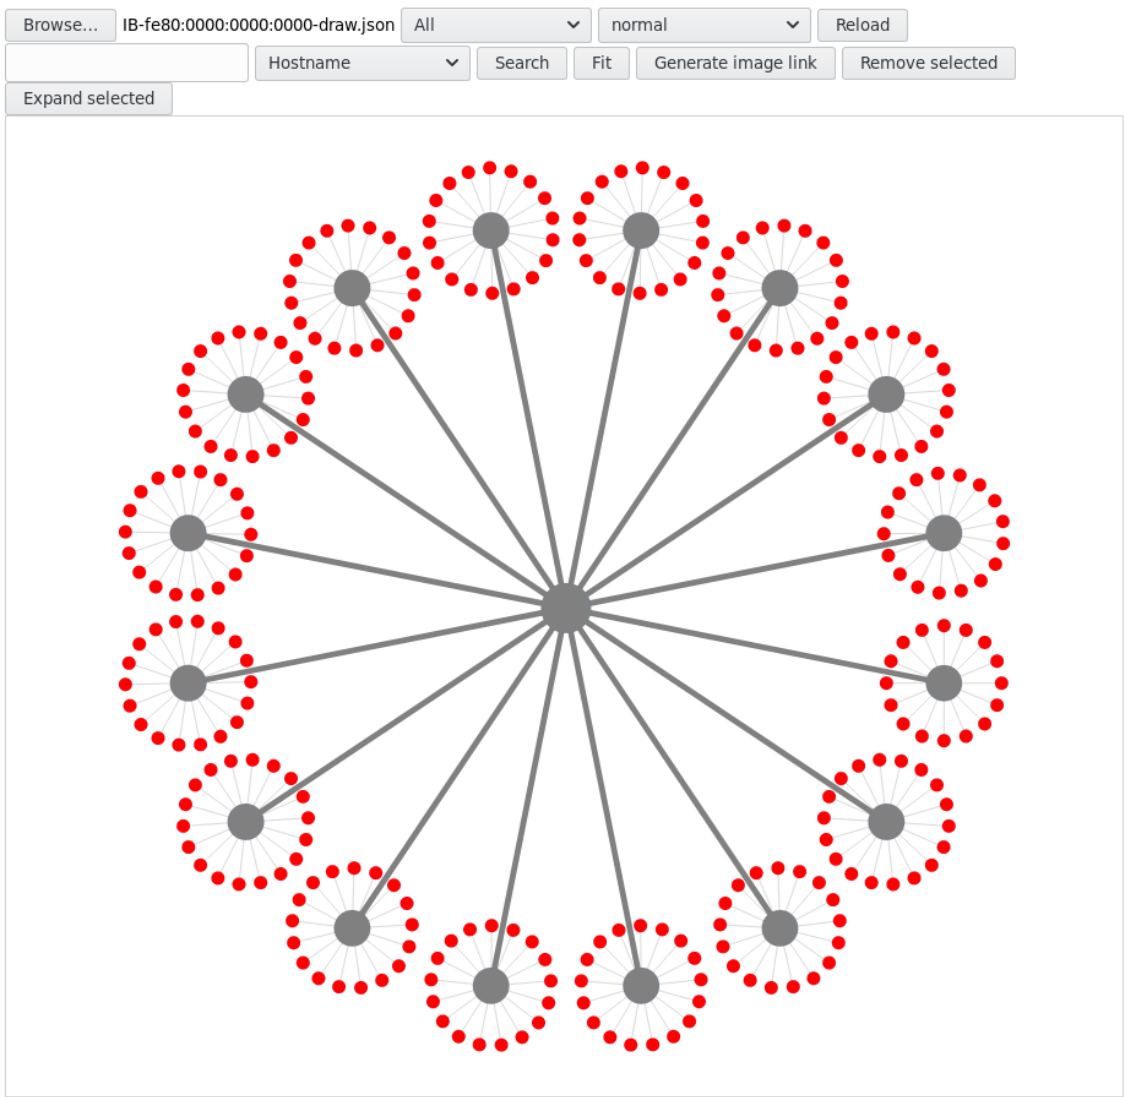 Browse... IB-fe80:0000:0000:0000-draw.json All normal Reload
Hostname Search Fit Generate image link Remove selected
Expand selected